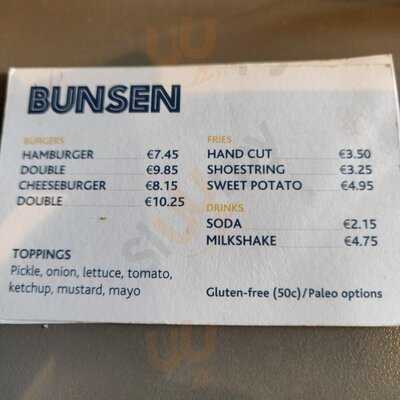 BUNSEN
BURGERS
HAMBURGER €7.45
DOUBLE €9.85
CHEESEBURGER €8.15
DOUBLE €10.25
TOPPINGS
Pickle, onion, lettuce, tomato,
ketchup, mustard, mayo
FRIES
HAND CUT €3.50
SHOESTRING €3.25
SWEET POTATO €4.95
DRINKS
SODA €2.15
MILKSHAKE €4.75
Gluten-free (50c)/Paleo options